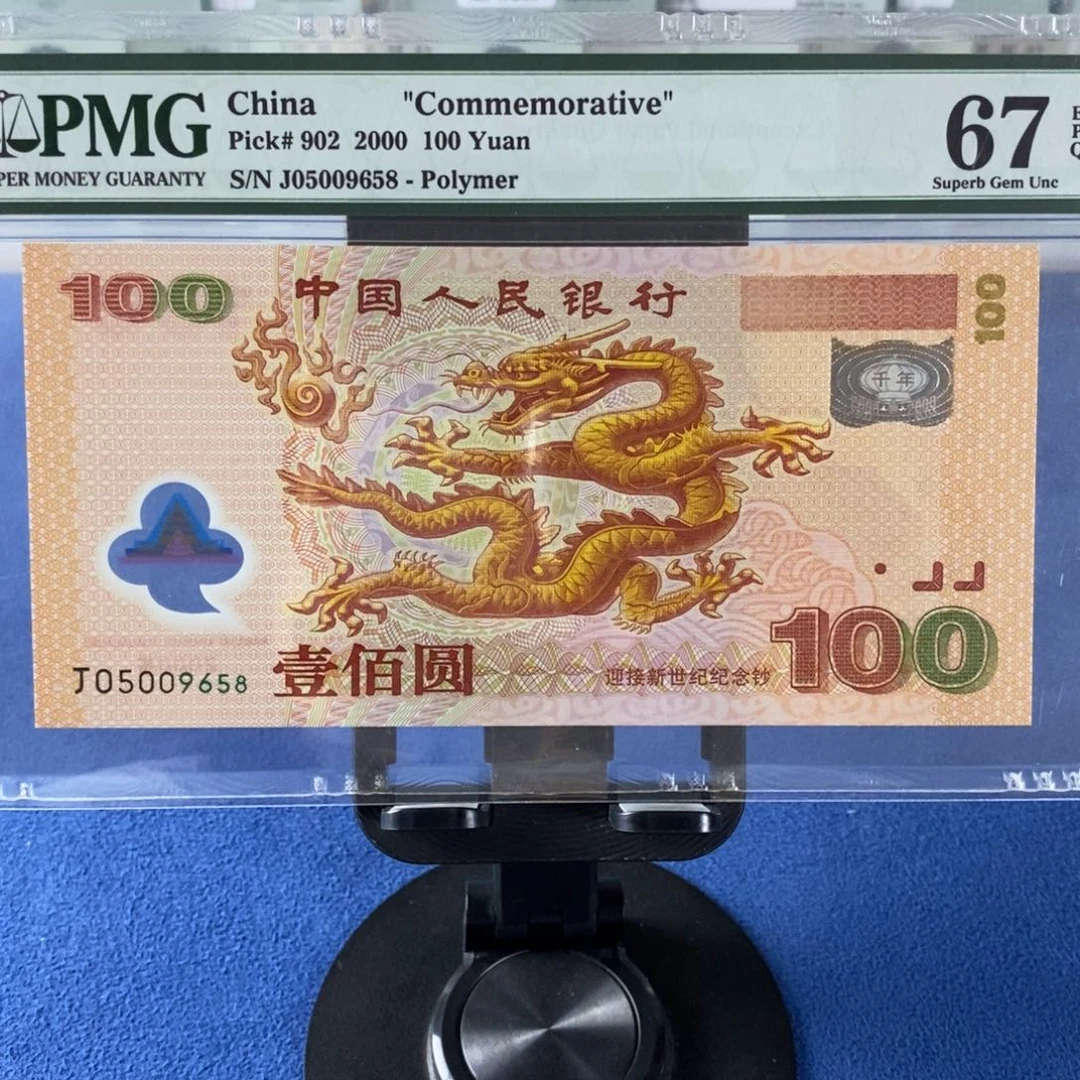 PMG
PER MONEY GUARANTY
China "Commemorative"
Pick# 902 2000 100 Yuan
S/N J05009658 - Polymer
67
Superb Gem Unc
E
P
Q
100
中国人民银行
100
千年
J05009658
壹佰圆
迎接新世纪纪念钞
100